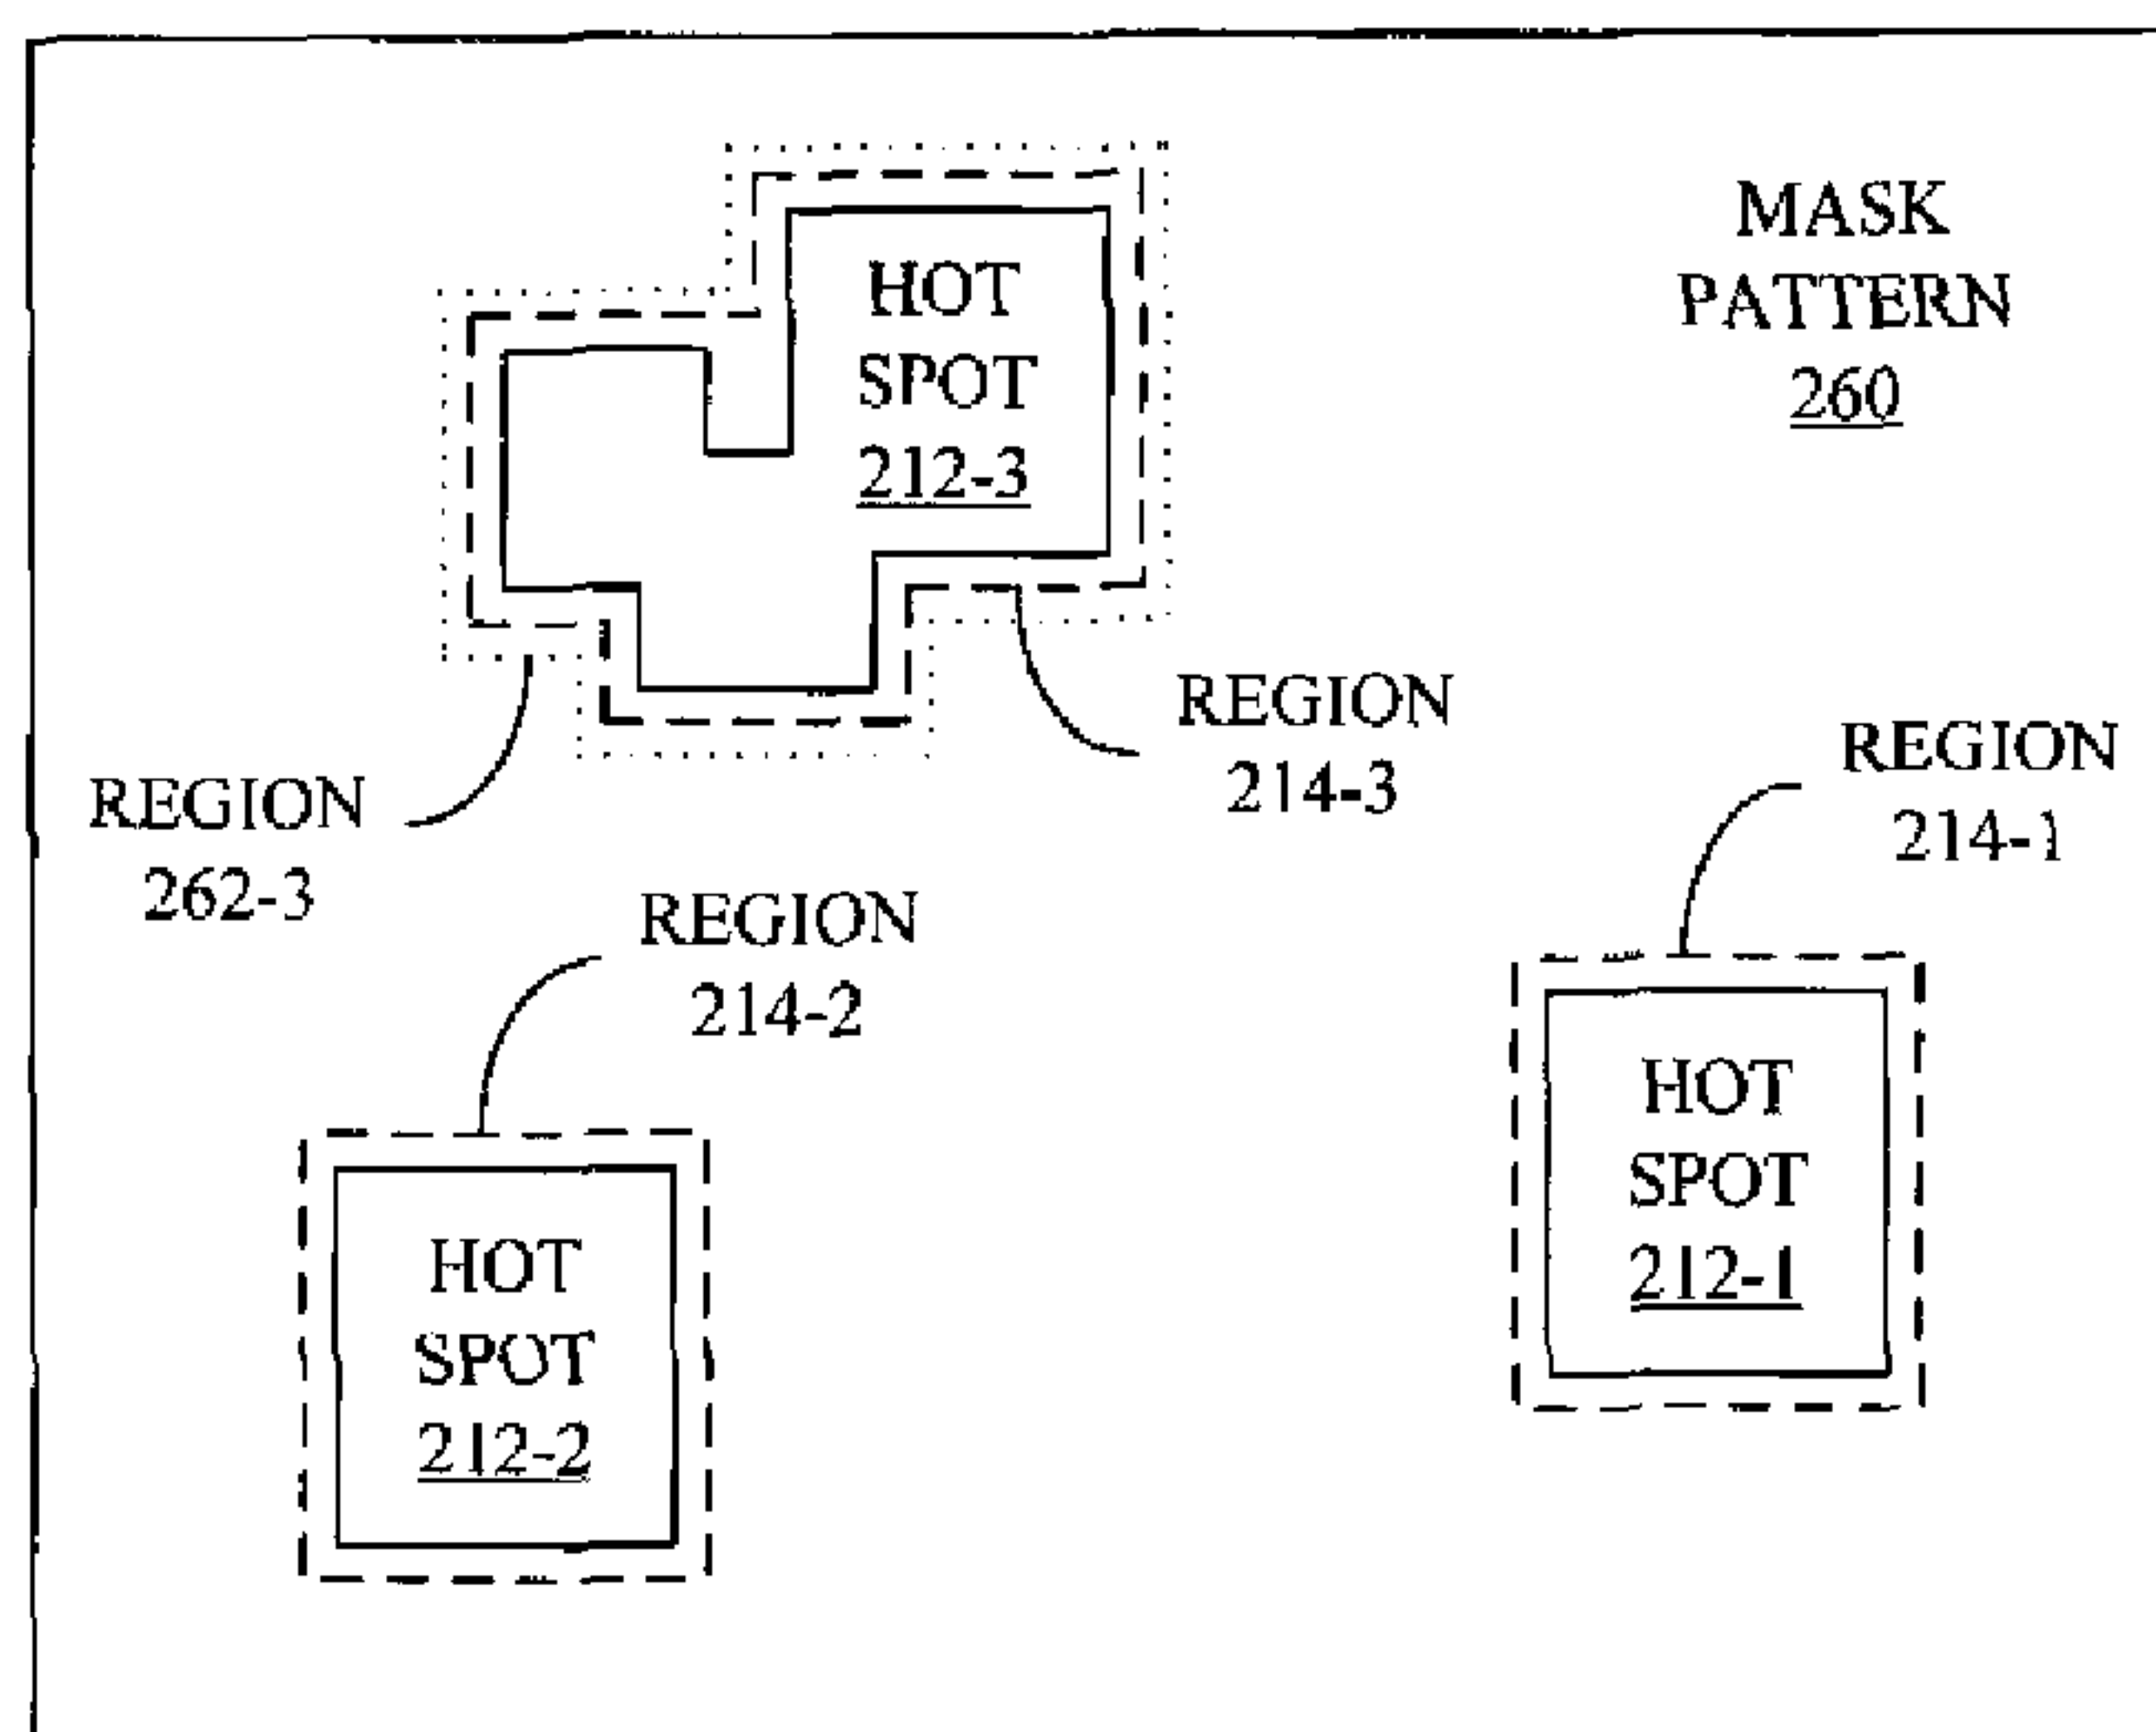 MASK
PATTERN
260
HOT
SPOT
212-3
REGION
214-3
REGION
262-3
REGION
214-1
REGION
214-2
HOT
SPOT
212-1
HOT
SPOT
212-2